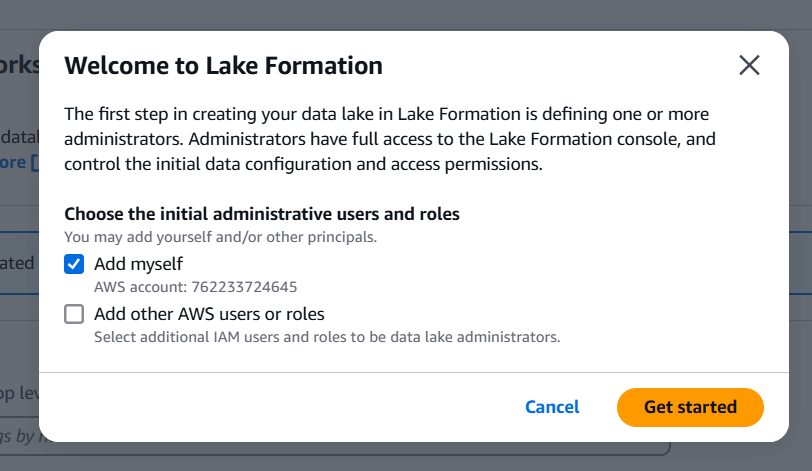 Welcome to Lake Formation
The first step in creating your data lake in Lake Formation is defining one or more
administrators. Administrators have full access to the Lake Formation console, and
control the initial data configuration and access permissions.
Choose the initial administrative users and roles
You may add yourself and/or other principals.
Add myself
AWS account: 762233724645
Add other AWS users or roles
Select additional IAM users and roles to be data lake administrators.
Cancel
Get started